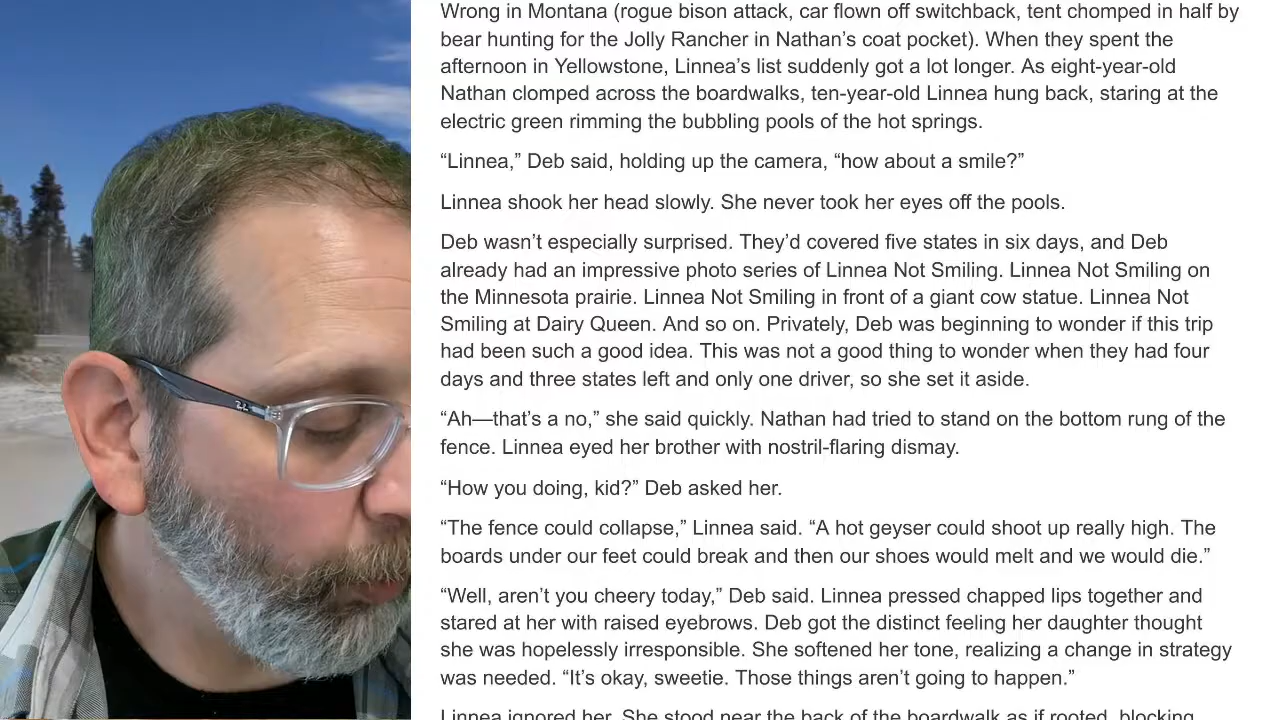 Wrong in Montana (rogue bison attack, car flown off switchback, tent chomped in half by
bear hunting for the Jolly Rancher in Nathan’s coat pocket). When they spent the
afternoon in Yellowstone, Linnea’s list suddenly got a lot longer. As eight-year-old
Nathan clomped across the boardwalks, ten-year-old Linnea hung back, staring at the
electric green rimming the bubbling pools of the hot springs.
“Linnea,” Deb said, holding up the camera, “how about a smile?”
Linnea shook her head slowly. She never took her eyes off the pools.
Deb wasn’t especially surprised. They’d covered five states in six days, and Deb
already had an impressive photo series of Linnea Not Smiling. Linnea Not Smiling on
the Minnesota prairie. Linnea Not Smiling in front of a giant cow statue. Linnea Not
Smiling at Dairy Queen. And so on. Privately, Deb was beginning to wonder if this trip
had been such a good idea. This was not a good thing to wonder when they had four
days and three states left and only one driver, so she set it aside.
“Ah—that’s a no,” she said quickly. Nathan had tried to stand on the bottom rung of the
fence. Linnea eyed her brother with nostril-flaring dismay.
“How you doing, kid?” Deb asked her.
“The fence could collapse,” Linnea said. “A hot geyser could shoot up really high. The
boards under our feet could break and then our shoes would melt and we would die.”
“Well, aren’t you cheery today,” Deb said. Linnea pressed chapped lips together and
stared at her with raised eyebrows. Deb got the distinct feeling her daughter thought
she was hopelessly irresponsible. She softened her tone, realizing a change in strategy
was needed. “It’s okay, sweetie. Those things aren’t going to happen.”
Linnea ignored her. She stood near the back of the boardwalk as if rooted, blocking